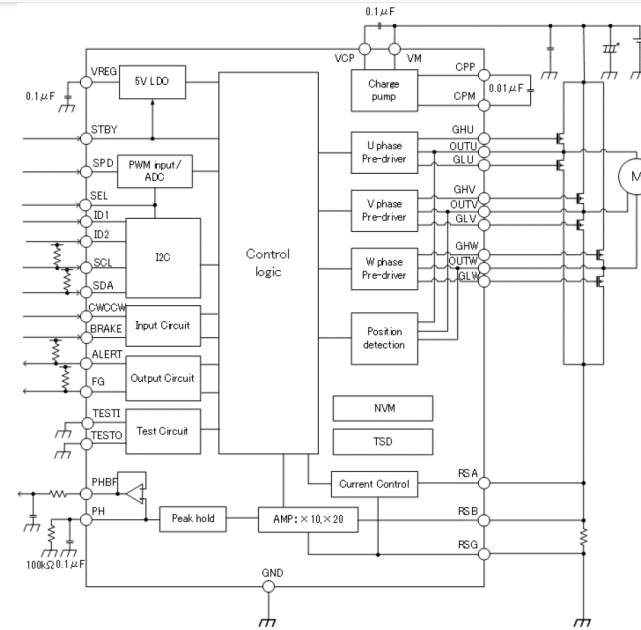 0.1μF
VCP
VM
VREG
5V LDO
0.1μF
Charge
pump
CPP
CPM
0.01μF
STBY
SPD
PWM input/
ADC
SEL
ID1
ID2
I2C
SCL
SDA
Control
logic
U phase
Pre-driver
GHU
OUTU
GLU
V phase
Pre-driver
GHV
OUTV
GLV
W phase
Pre-driver
GHW
OUTW
GLW
M
CWCCW
BRAKE
Input Circuit
ALERT
FG
Output Circuit
Position
detection
TESTI
TESTO
Test Circuit
NVM
TSD
Current Control
RSA
PHBF
PH
Peak hold
AMP: ×10, ×20
RSB
RSG
100kΩ
0.1μF
GND